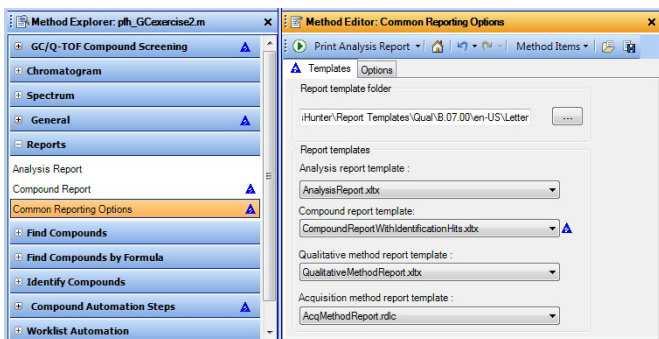 Method Explorer: pfh_GCexercise2.m
GC/Q-TOF Compound Screening
Chromatogram
Spectrum
General
Reports
Analysis Report
Compound Report
Common Reporting Options
Find Compounds
Find Compounds by Formula
Identify Compounds
Compound Automation Steps
Worklist Automation
Method Editor: Common Reporting Options
Print Analysis Report
Method Items
Templates Options
Report template folder
ıHunter\Report Templates\Qual\B.07.00\en-US\Letter ...
Report templates
Analysis report template :
AnalysisReport.xltx
Compound report template:
CompoundReportWithIdentificationHits.xltx
Qualitative method report template :
QualitativeMethodReport.xltx
Acquisition method report template :
AcqMethodReport.rdlc